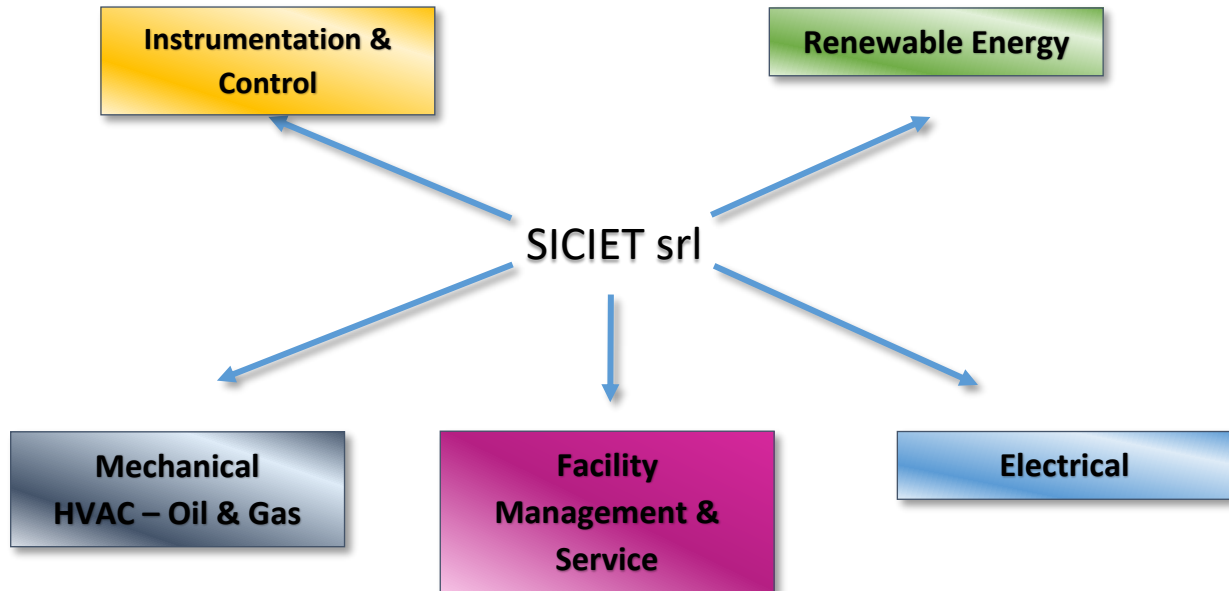 Instrumentation &
Control
Renewable Energy
SICIET srl
Mechanical
HVAC – Oil & Gas
Facility
Management &
Service
Electrical